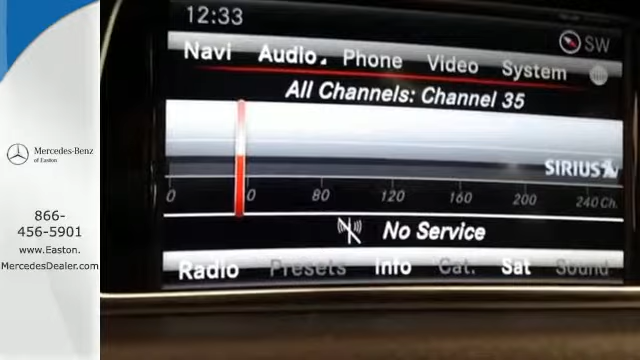 Mercedes-Benz
of Easton
866-
456-5901
www.Easton.
MercedesDealer.com
12:33
SW
Navi Audio Phone Video System
All Channels: Channel 35
SIRIUS
0 0 80 120 160 200 240 Ch.
No Service
Radio Presets Info Cat. Sat Sound